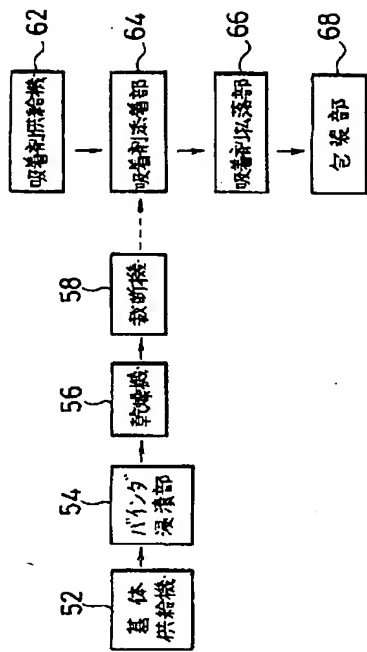 52
基体
供給機
54
バインダ
浸漬部
56
乾燥機
58
裁断機
62
吸着剤供給機
64
吸着剤添着部
66
吸着剤払落部
68
包装部